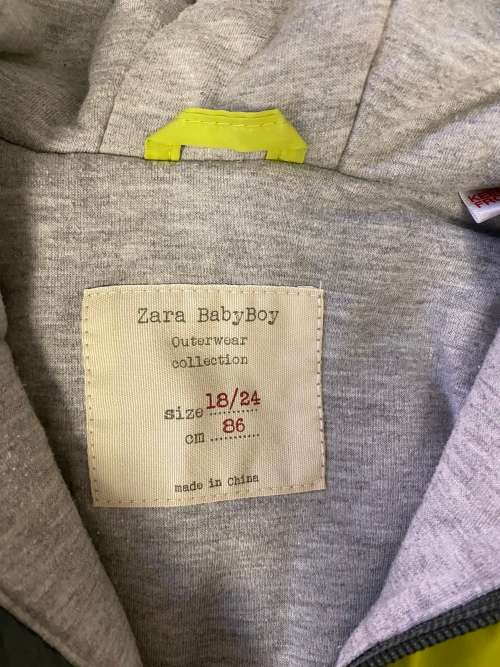 Zara BabyBoy
Outerwear
collection
size 18/24
cm 86
made in China